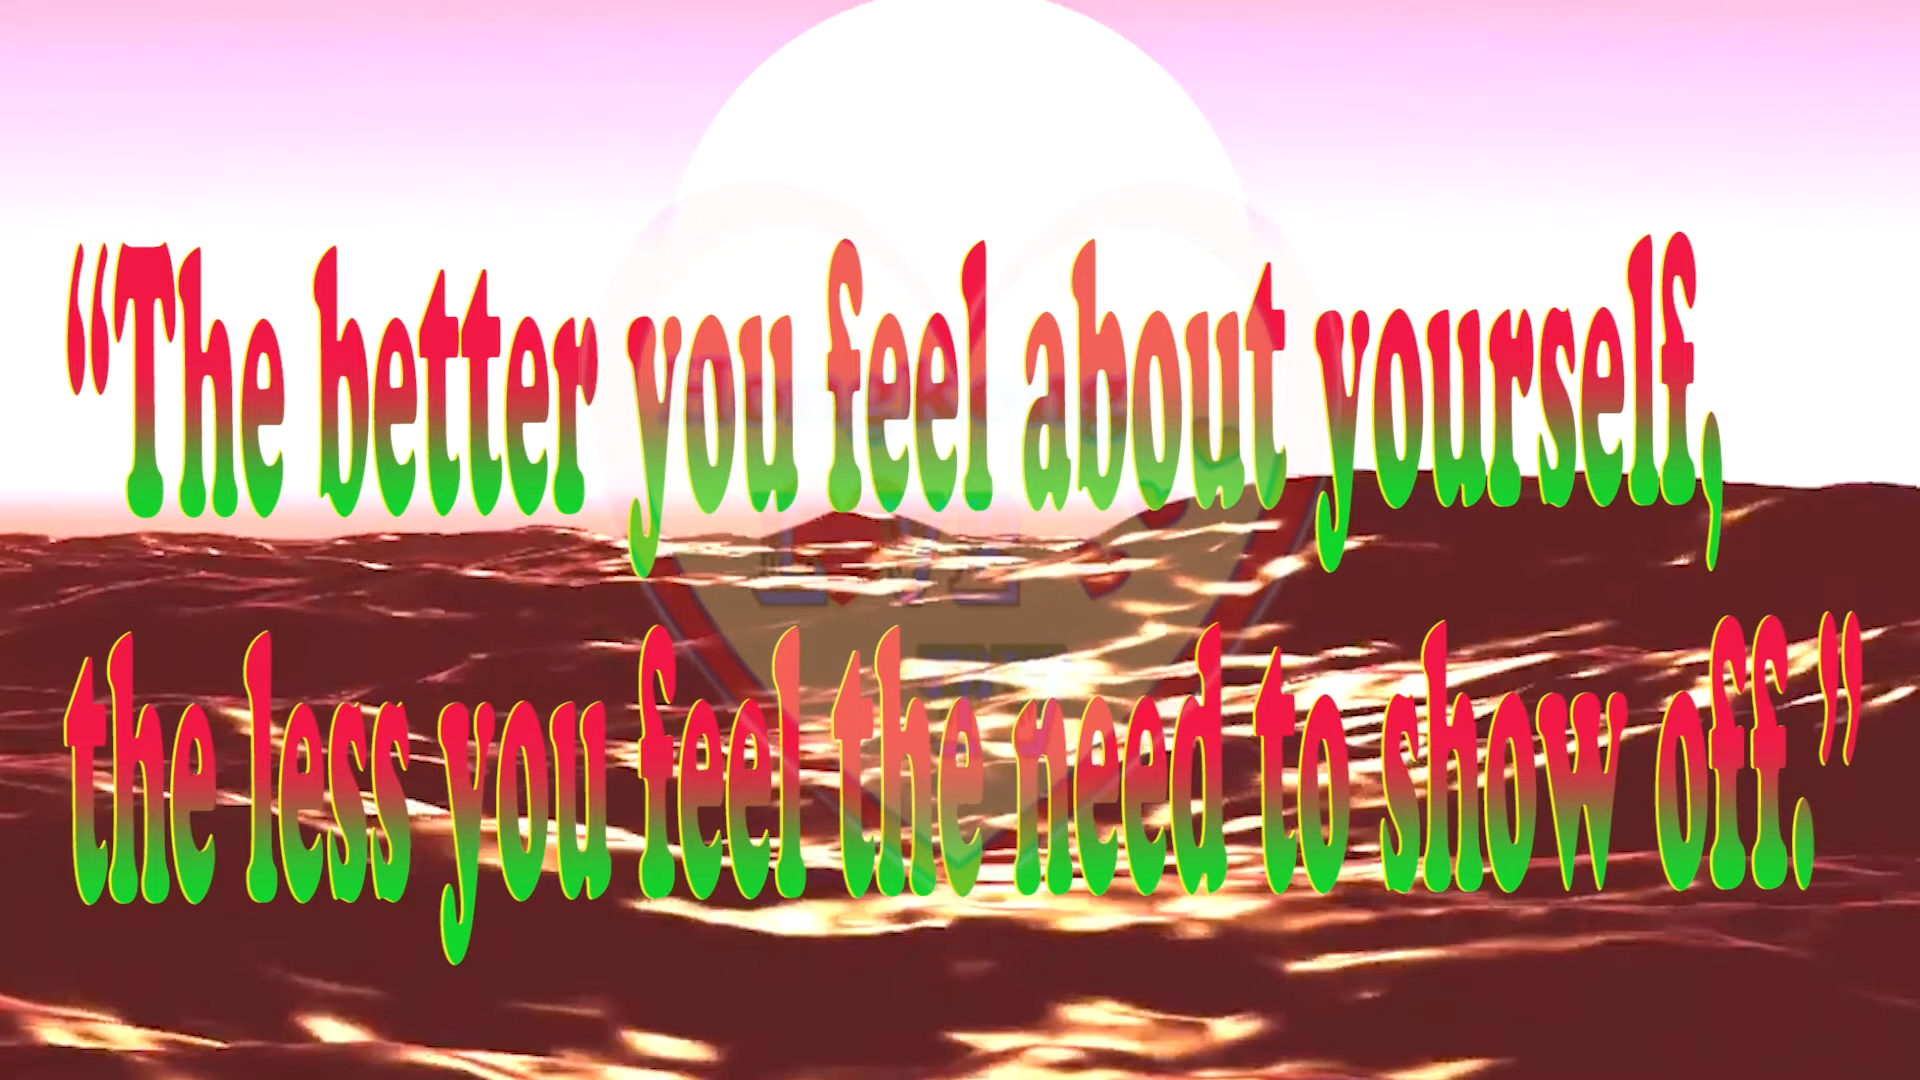 “The better you feel about yourself,
the less you feel the need to show off.”